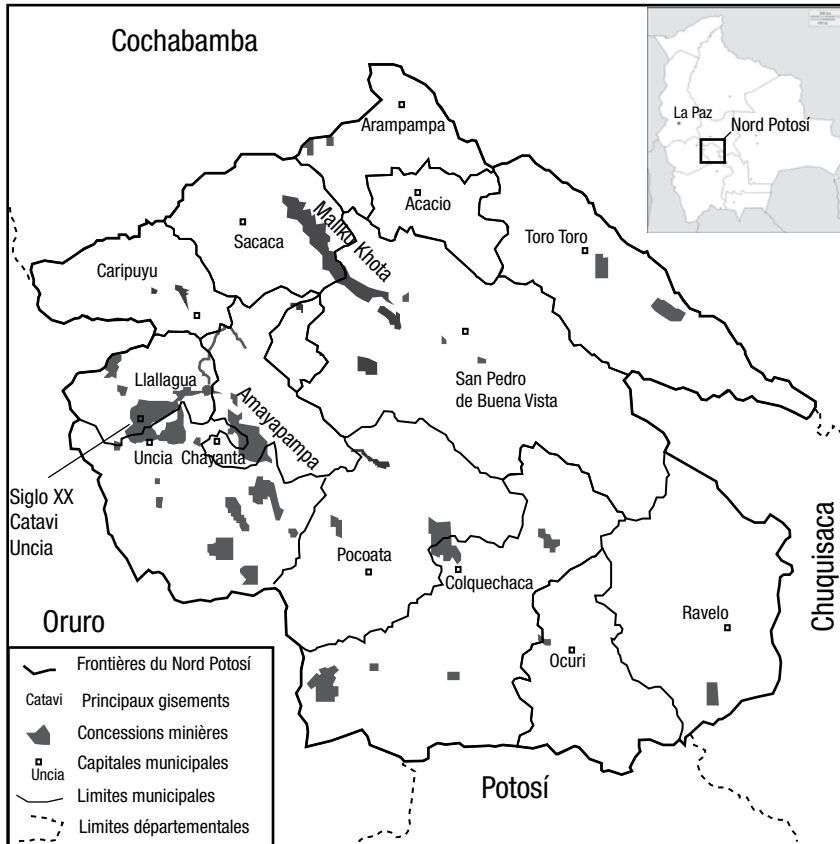 Cochabamba
La Paz
Nord Potosí
Arampampa
Acacio
Toro Toro
Sacaca
Mallku Khota
Caripuyu
San Pedro
de Buena Vista
Llallagua
Amayapampa
Uncia
Chayanta
Siglo XX
Catavi
Uncia
Pocoata
Colquechaca
Chuquisaca
Oruro
Ravelo
Ocuri
Potosí
Frontières du Nord Potosí
Catavi Principaux gisements
Concessions minières
Uncia Capitales municipales
Limites municipales
Limites départementales